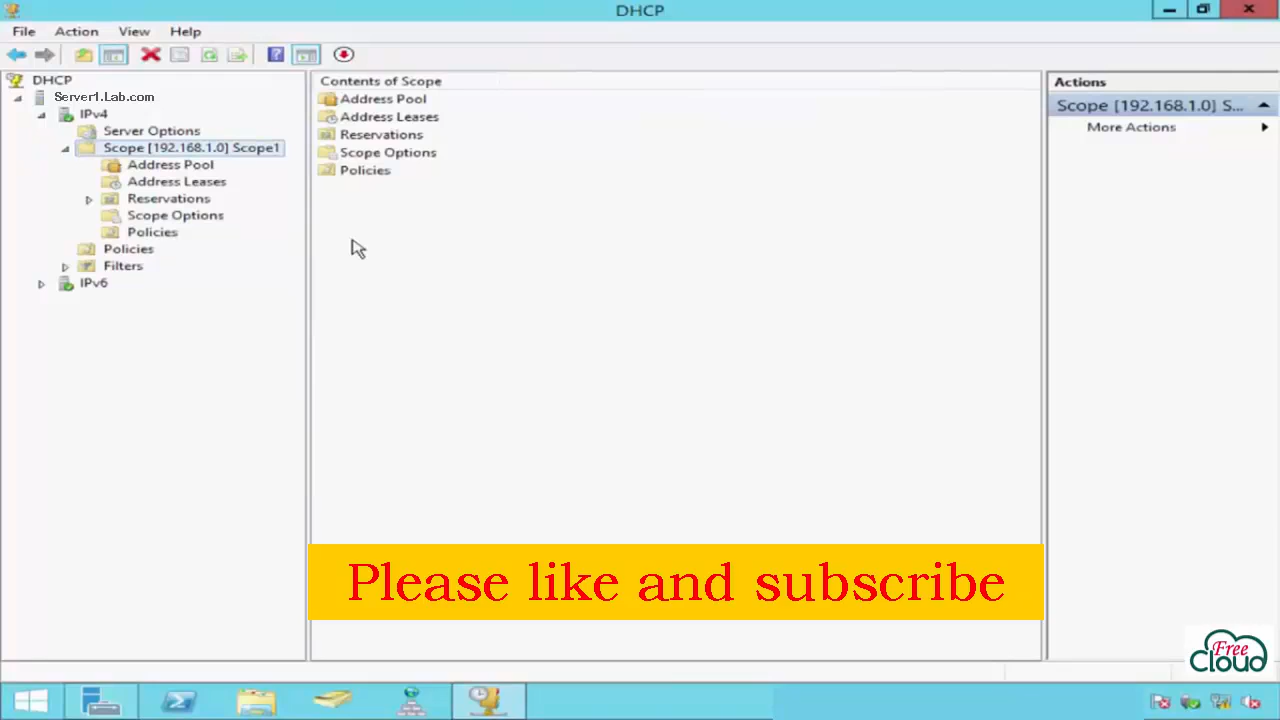 DHCP
File Action View Help
DHCP
Server1.Lab.com
IPv4
Server Options
Scope [192.168.1.0] Scope1
Address Pool
Address Leases
Reservations
Scope Options
Policies
Policies
Filters
IPv6
Contents of Scope
Address Pool
Address Leases
Reservations
Scope Options
Policies
Actions
Scope [192.168.1.0] S...
More Actions
Please like and subscribe
Free
Cloud